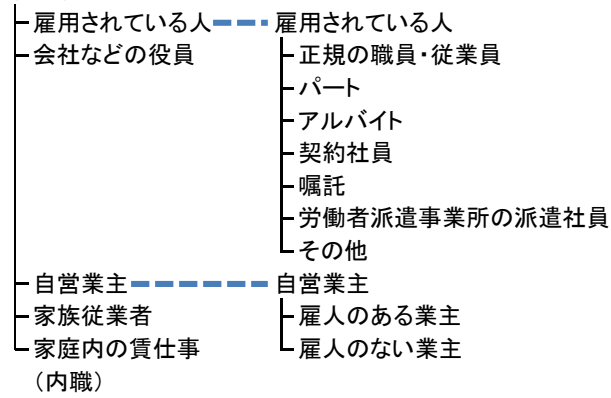 雇用されている人 雇用されている人
会社などの役員 正規の職員・従業員
パート
アルバイト
契約社員
嘱託
労働者派遣事業所の派遣社員
その他
自営業主 自営業主
家族従業者 雇人のある業主
家庭内の賃仕事 雇人のない業主
（内職）